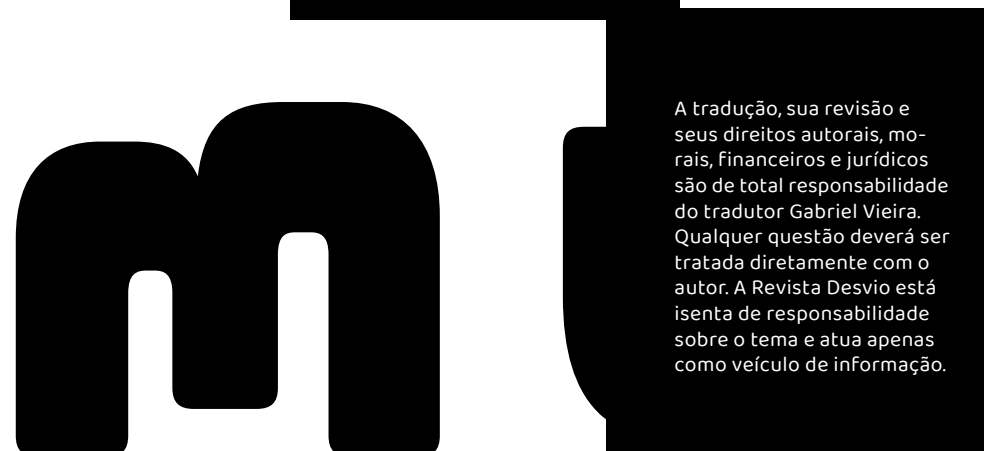 m
A tradução, sua revisão e
seus direitos autorais, mo-
rais, financeiros e jurídicos
são de total responsabilidade
do tradutor Gabriel Vieira.
Qualquer questão deverá ser
tratada diretamente com o
autor. A Revista Desvio está
isenta de responsabilidade
sobre o tema e atua apenas
como veículo de informação.